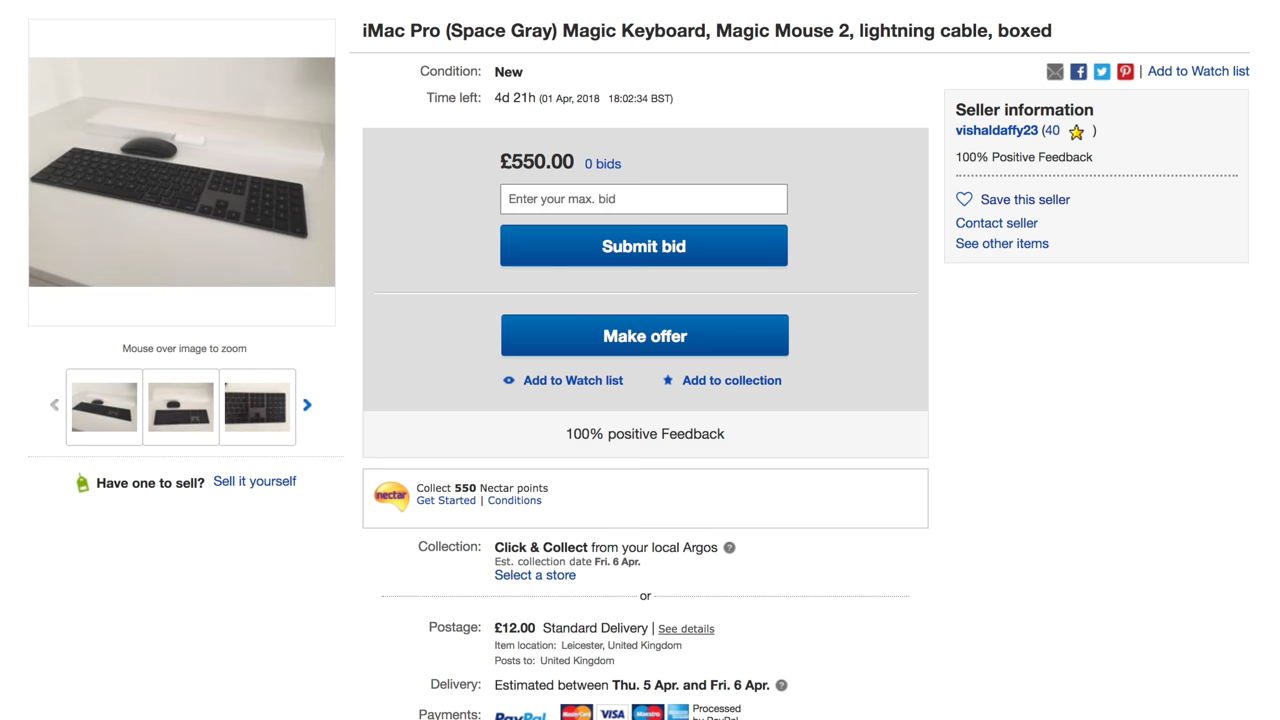 iMac Pro (Space Gray) Magic Keyboard, Magic Mouse 2, lightning cable, boxed
Condition: New
Time left: 4d 21h (01 Apr, 2018 18:02:34 BST)
| Add to Watch list
£550.00 0 bids
Enter your max. bid
Submit bid
Make offer
Add to Watch list Add to collection
100% positive Feedback
Seller information
vishaldaffy23 (40 )
100% Positive Feedback
Save this seller
Contact seller
See other items
Mouse over image to zoom
Have one to sell? Sell it yourself
nectar
Collect 550 Nectar points
Get Started | Conditions
Collection: Click & Collect from your local Argos ?
Est. collection date Fri. 6 Apr.
Select a store
or
Postage: £12.00 Standard Delivery | See details
Item location: Leicester, United Kingdom
Posts to: United Kingdom
Delivery: Estimated between Thu. 5 Apr. and Fri. 6 Apr. ?
Payments: PayPal MasterCard VISA Maestro Processed
by PayPal